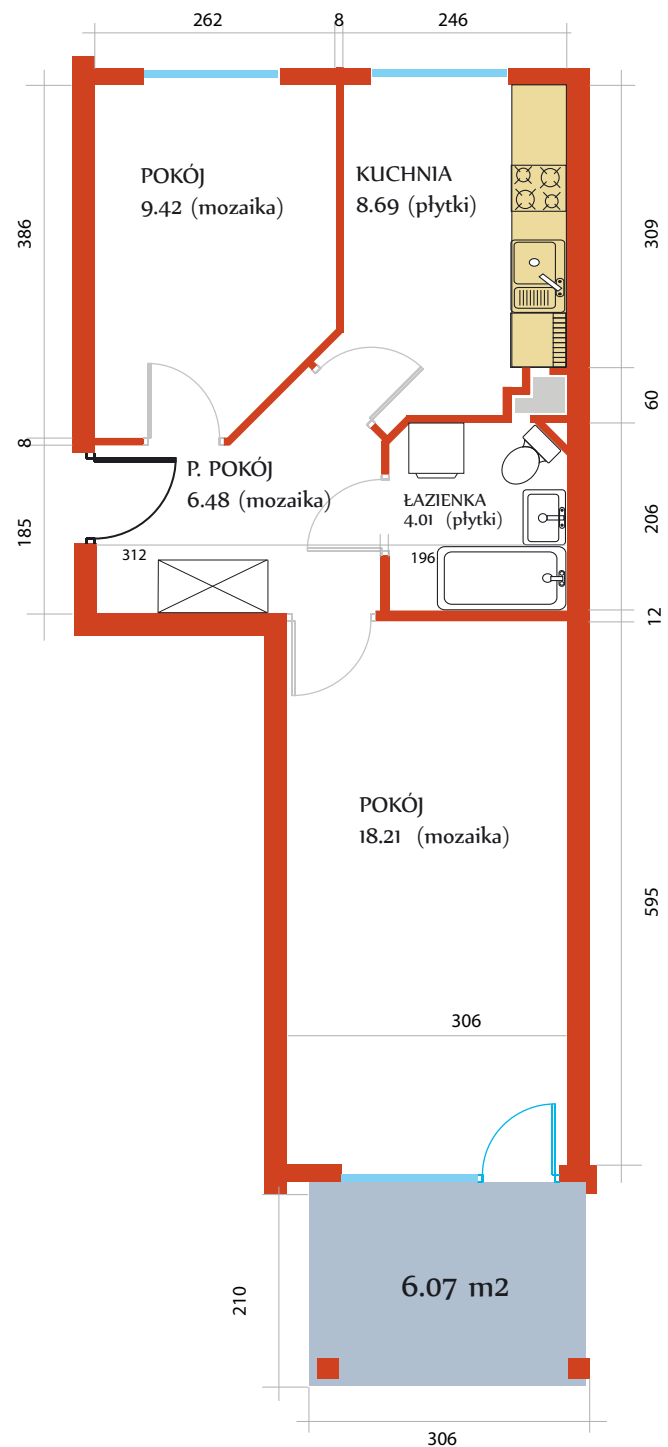 262
8
246
POKÓJ
9.42 (mozaika)
KUCHNIA
8.69 (płytki)
386
309
60
8
P. POKÓJ
6.48 (mozaika)
ŁAZIENKA
4.01 (płytki)
185
206
312
196
12
POKÓJ
18.21 (mozaika)
595
306
6.07 m2
210
306